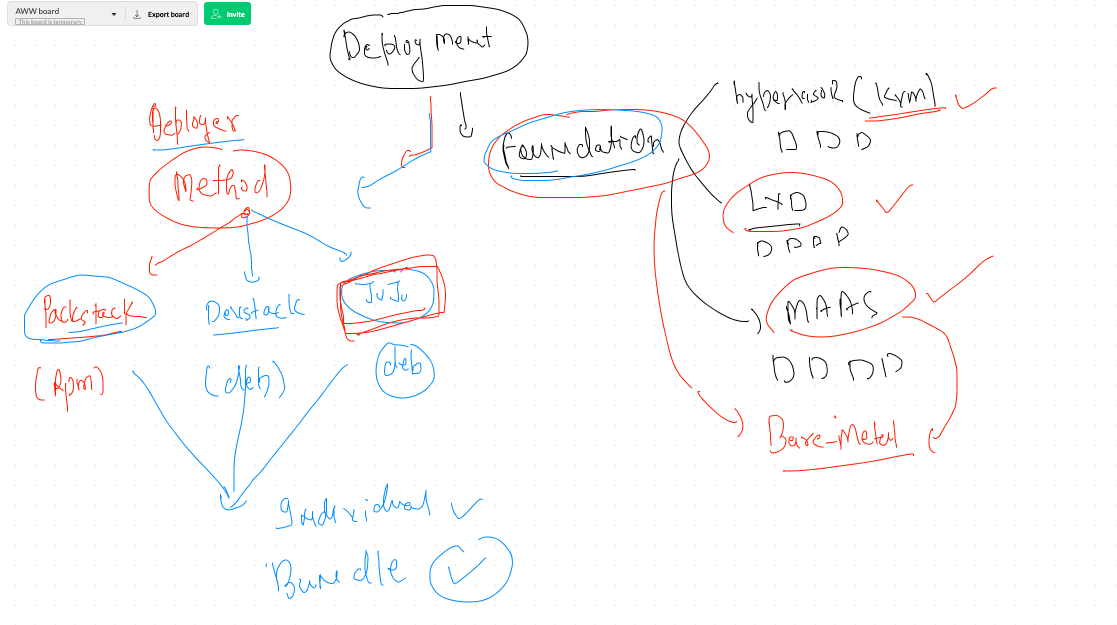 AWW board
This board is temporary
Export board
Invite
Deployment
Deployer
Method
Foundation
hypervisor (kvm)
LXD
MAAS
Bare-Metal
Packstack
Devstack
JuJu
(Rpm)
(deb)
deb
Individual
Bundle